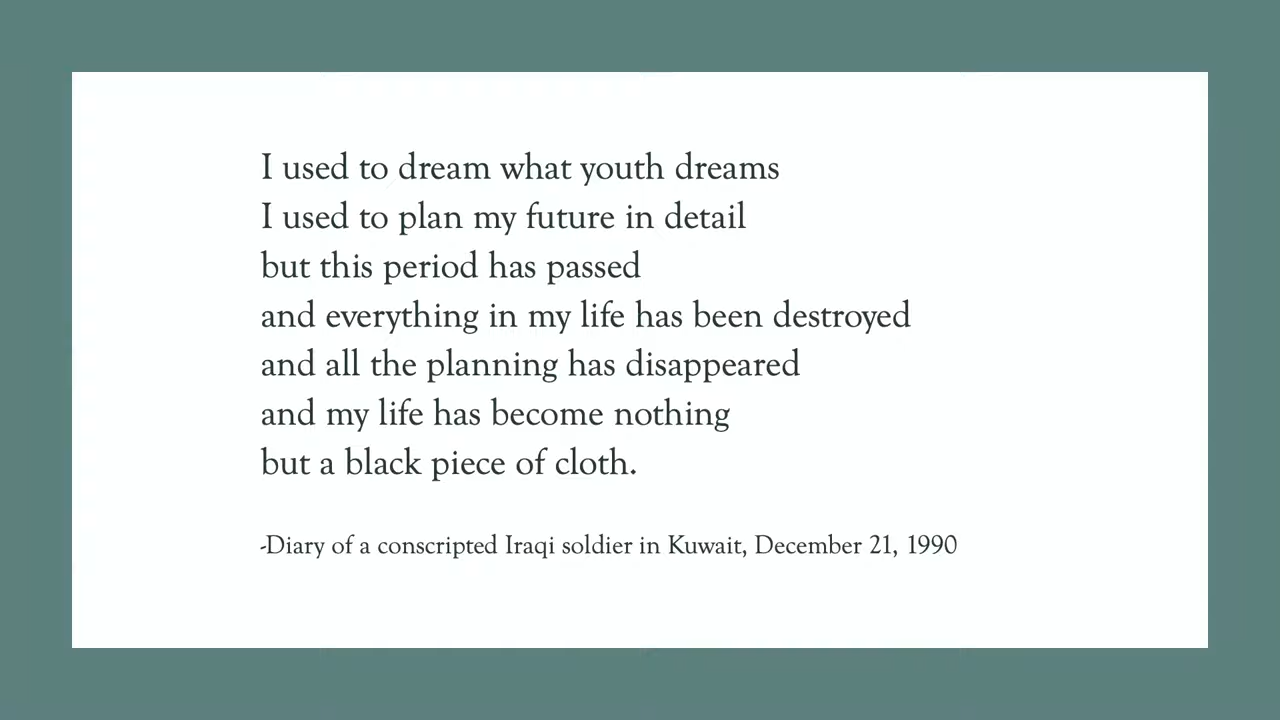 I used to dream what youth dreams
I used to plan my future in detail
but this period has passed
and everything in my life has been destroyed
and all the planning has disappeared
and my life has become nothing
but a black piece of cloth.
-Diary of a conscripted Iraqi soldier in Kuwait, December 21, 1990